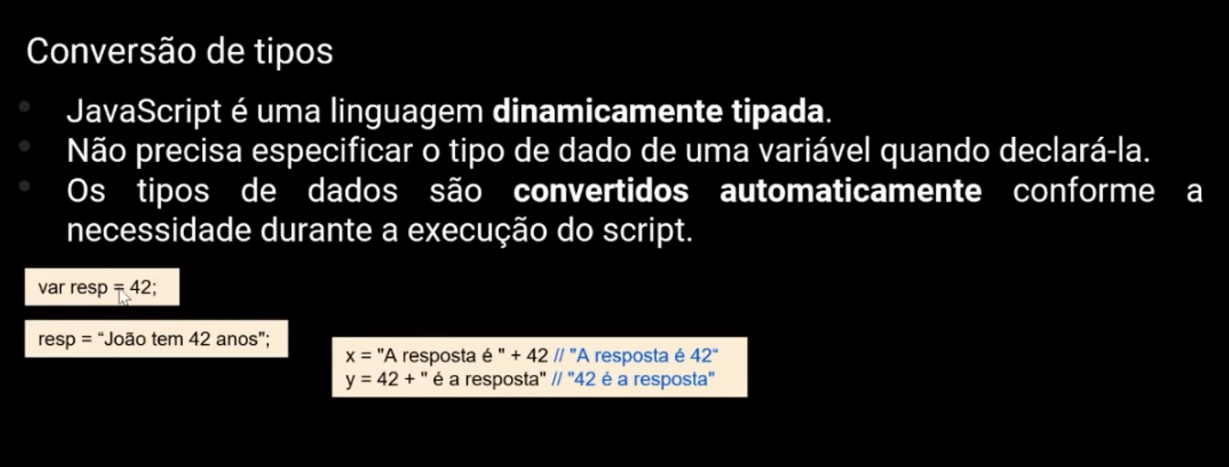 Conversão de tipos
JavaScript é uma linguagem dinamicamente tipada.
Não precisa especificar o tipo de dado de uma variável quando declará-la.
Os tipos de dados são convertidos automaticamente conforme a
necessidade durante a execução do script.
var resp = 42;
resp = “João tem 42 anos";
x = "A resposta é " + 42 // "A resposta é 42“
y = 42 + " é a resposta" // "42 é a resposta"